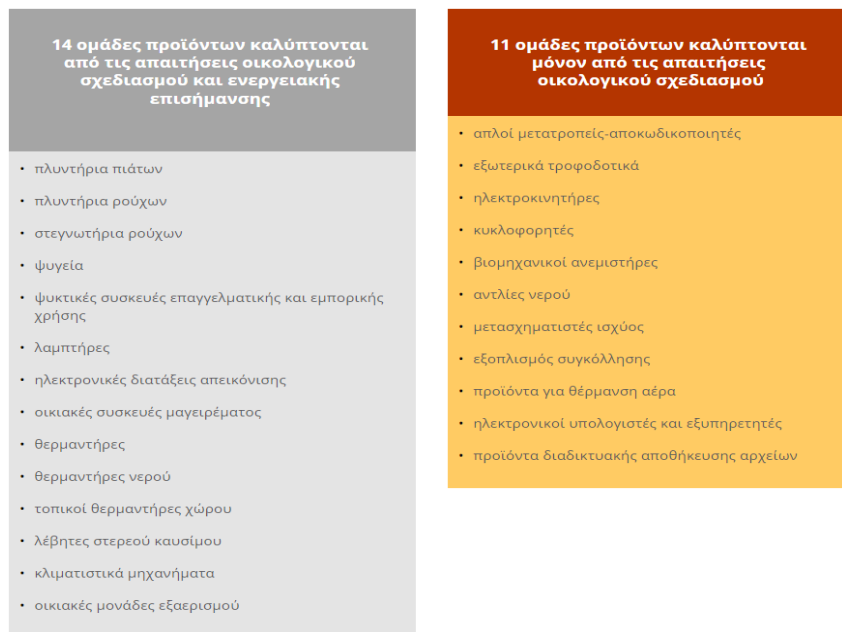 14 ομάδες προϊόντων καλύπτονται
από τις απαιτήσεις οικολογικού
σχεδιασμού και ενεργειακής
επισήμανσης
• πλυντήρια πιάτων
• πλυντήρια ρούχων
• στεγνωτήρια ρούχων
• ψυγεία
• ψυκτικές συσκευές επαγγελματικής και εμπορικής
χρήσης
• λαμπτήρες
• ηλεκτρονικές διατάξεις απεικόνισης
• οικιακές συσκευές μαγειρέματος
• θερμαντήρες
• θερμαντήρες νερού
• τοπικοί θερμαντήρες χώρου
• λέβητες στερεού καυσίμου
• κλιματιστικά μηχανήματα
• οικιακές μονάδες εξαερισμού
11 ομάδες προϊόντων καλύπτονται
μόνον από τις απαιτήσεις
οικολογικού σχεδιασμού
• απλοί μετατροπείς-αποκωδικοποιητές
• εξωτερικά τροφοδοτικά
• ηλεκτροκινητήρες
• κυκλοφορητές
• βιομηχανικοί ανεμιστήρες
• αντλίες νερού
• μετασχηματιστές ισχύος
• εξοπλισμός συγκόλλησης
• προϊόντα για θέρμανση αέρα
• ηλεκτρονικοί υπολογιστές και εξυπηρετητές
• προϊόντα διαδικτυακής αποθήκευσης αρχείων